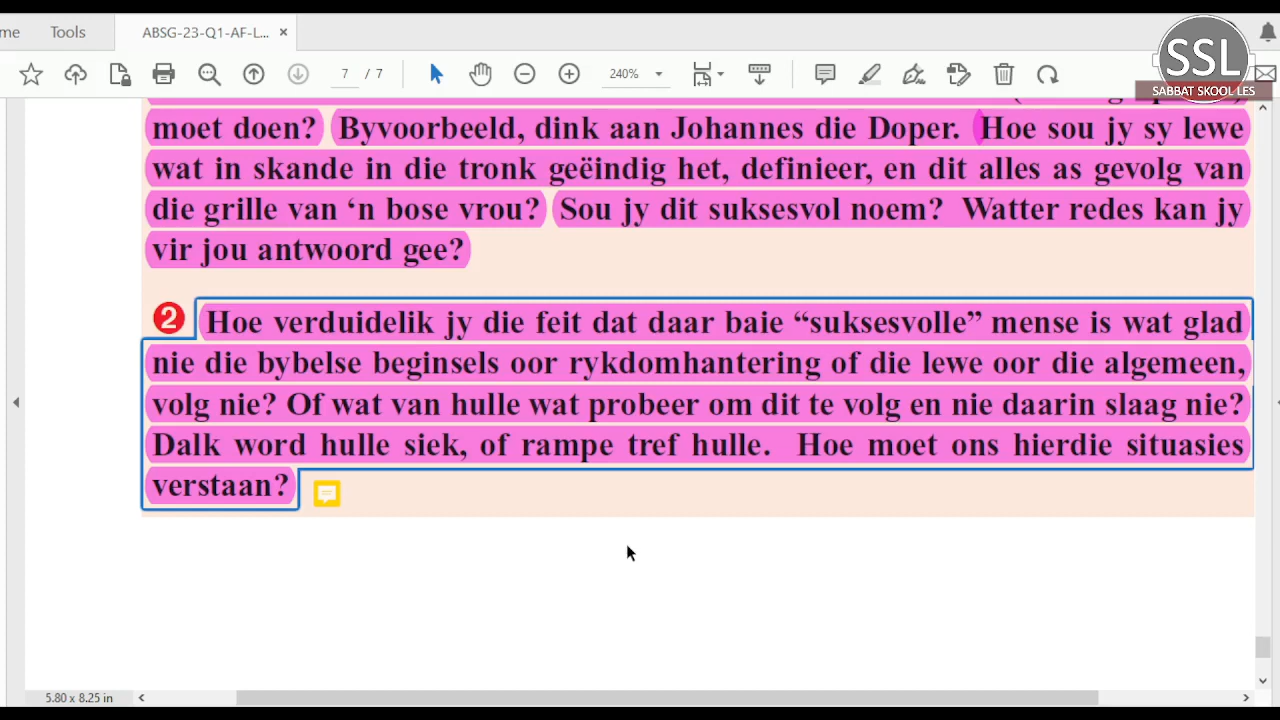 me Tools ABSG-23-Q1-AF-L... ×
7 / 7 240%
SSL
SABBAT SKOOL LES
moet doen? Byvoorbeeld, dink aan Johannes die Doper. Hoe sou jy sy lewe
wat in skande in die tronk geëindig het, definieer, en dit alles as gevolg van
die grille van ‘n bose vrou? Sou jy dit suksesvol noem? Watter redes kan jy
vir jou antwoord gee?
2 Hoe verduidelik jy die feit dat daar baie “suksesvolle” mense is wat glad
nie die bybelse beginsels oor rykdomhantering of die lewe oor die algemeen,
volg nie? Of wat van hulle wat probeer om dit te volg en nie daarin slaag nie?
Dalk word hulle siek, of rampe tref hulle. Hoe moet ons hierdie situasies
verstaan?
5.80 x 8.25 in